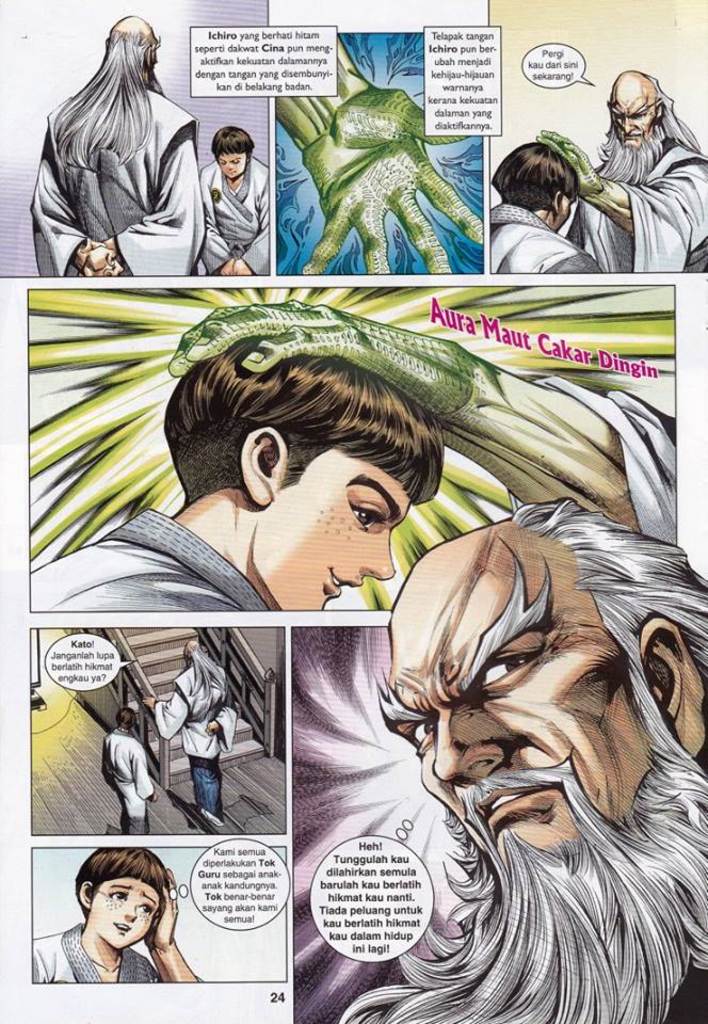 Ichiro yang berhati hitam
seperti dakwat Cina pun meng-
aktifkan kekuatan dalamannya
dengan tangan yang disembunyi-
kan di belakang badan.
Telapak tangan
Ichiro pun ber-
ubah menjadi
kehijau-hijauan
warnanya
kerana kekuatan
dalaman yang
diaktifkannya.
Pergi
kau dari sini
sekarang!
Aura Maut Cakar Dingin
Kato!
Janganlah lupa
berlatih hikmat
engkau ya?
Kami semua
diperlakukan Tok
Guru sebagai anak-
anak kandungnya.
Tok benar-benar
sayang akan kami
semua!
Heh!
Tunggulah kau
dilahirkan semula
barulah kau berlatih
hikmat kau nanti.
Tiada peluang untuk
kau berlatih hikmat
kau dalam hidup
ini lagi!
24